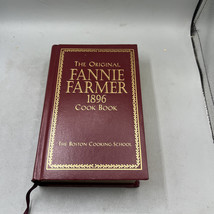 THE ORIGINAL
FANNIE
FARMER
1896
COOK BOOK
THE BOSTON COOKING SCHOOL